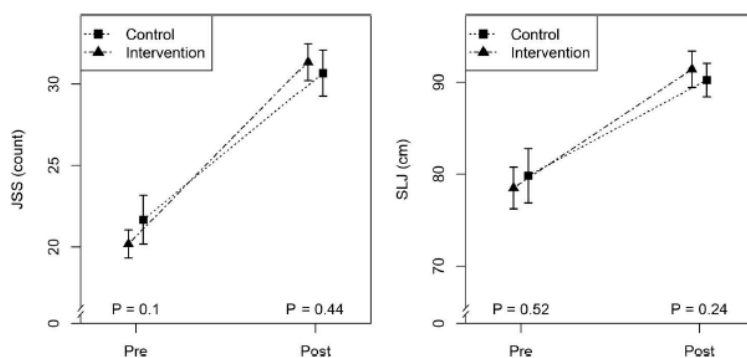 Control
Intervention
JSS (count)
30
25
20
0
P = 0.1
P = 0.44
Pre
Post
Control
Intervention
SLJ (cm)
90
80
70
0
P = 0.52
P = 0.24
Pre
Post